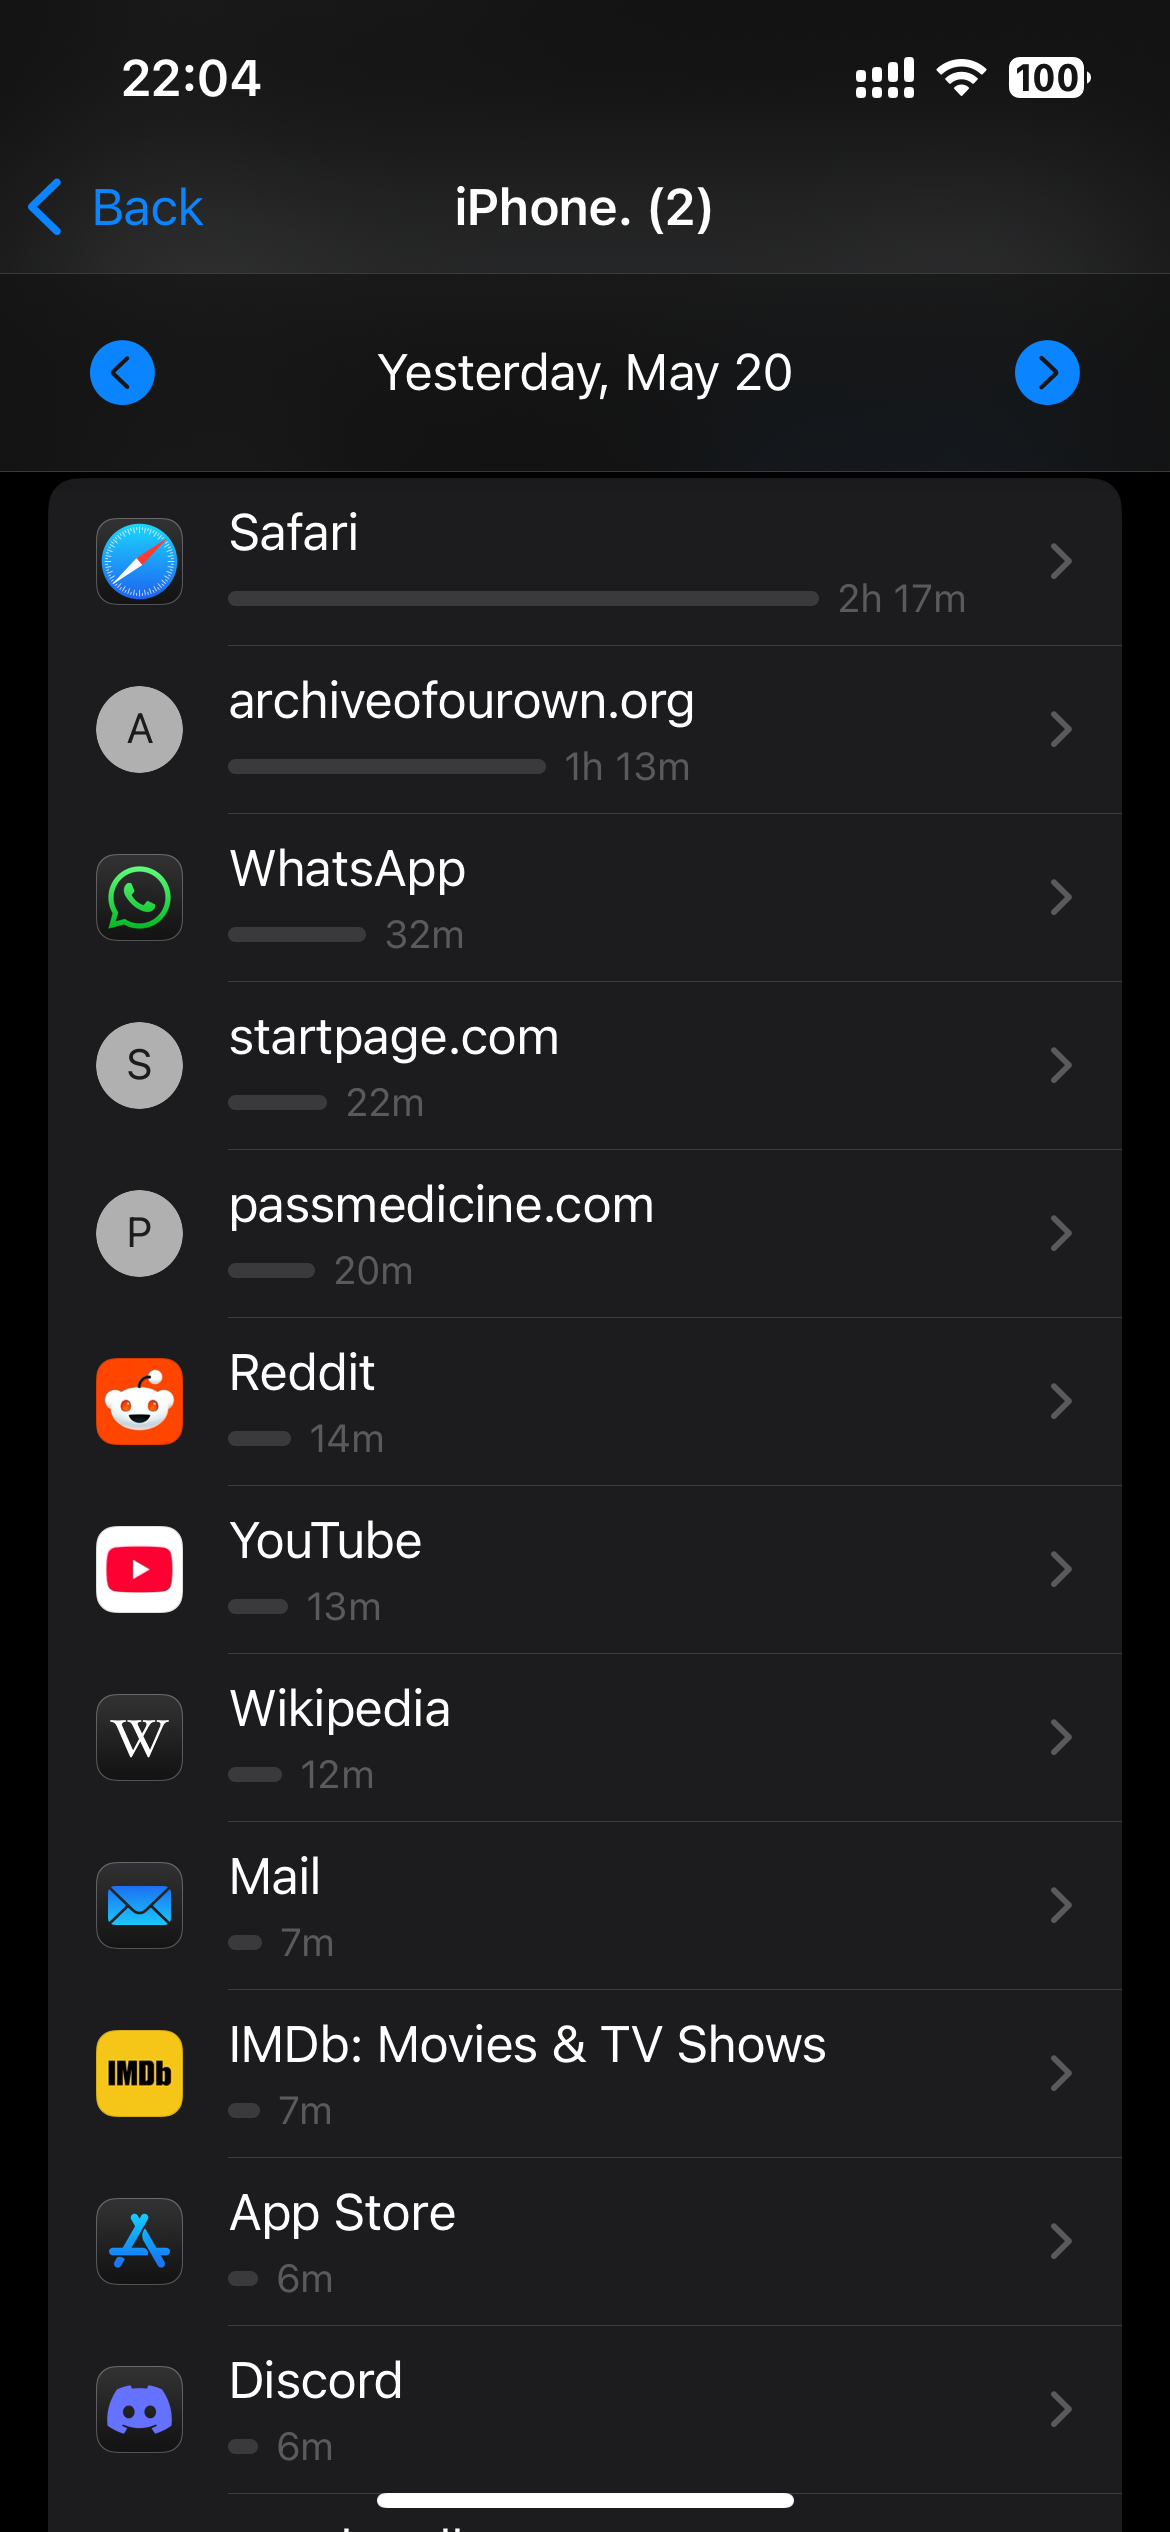 22:04
100
Back
iPhone. (2)
Yesterday, May 20
Safari
2h 17m
A
archiveofourown.org
1h 13m
WhatsApp
32m
S
startpage.com
22m
P
passmedicine.com
20m
Reddit
14m
YouTube
13m
W
Wikipedia
12m
Mail
7m
IMDb
IMDb: Movies & TV Shows
7m
App Store
6m
Discord
6m